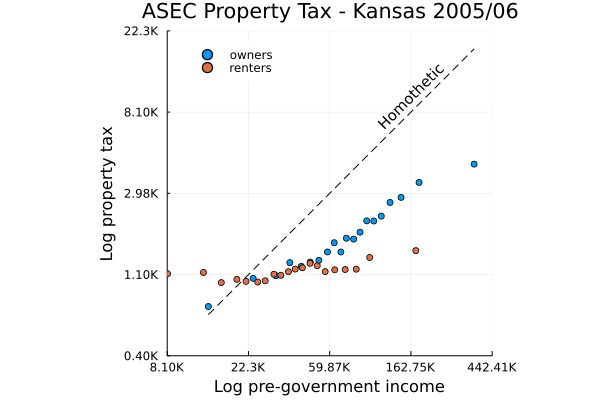 ASEC Property Tax - Kansas 2005/06
22.3K
owners
renters
Homothetic
8.10K
Log property tax
2.98K
1.10K
0.40K
8.10K 22.3K 59.87K 162.75K 442.41K
Log pre-government income